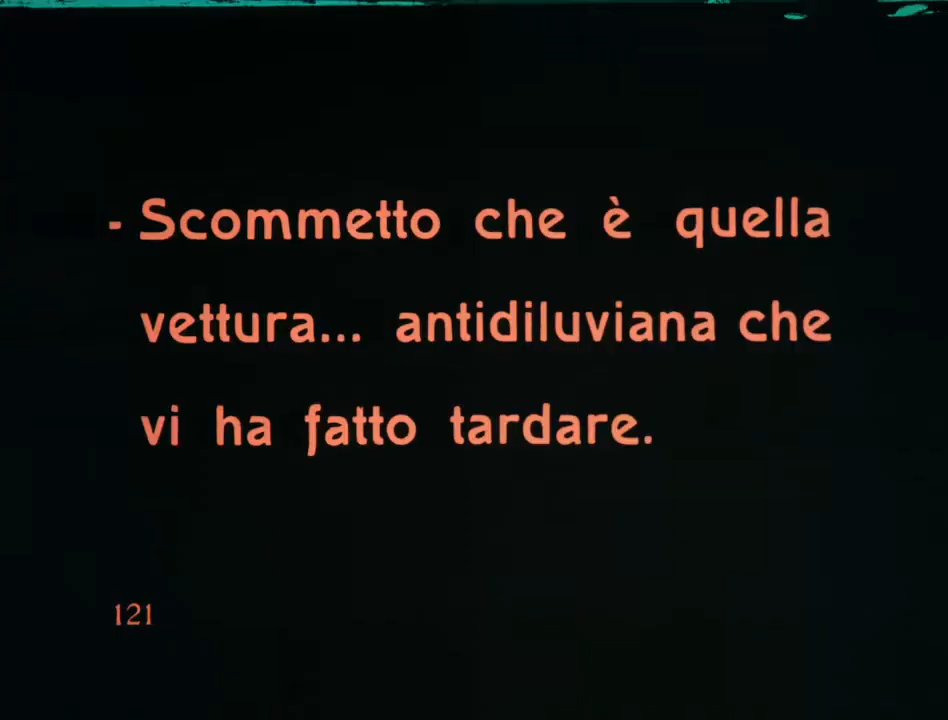 - Scommetto che è quella
vettura... antidiluviana che
vi ha fatto tardare.
121